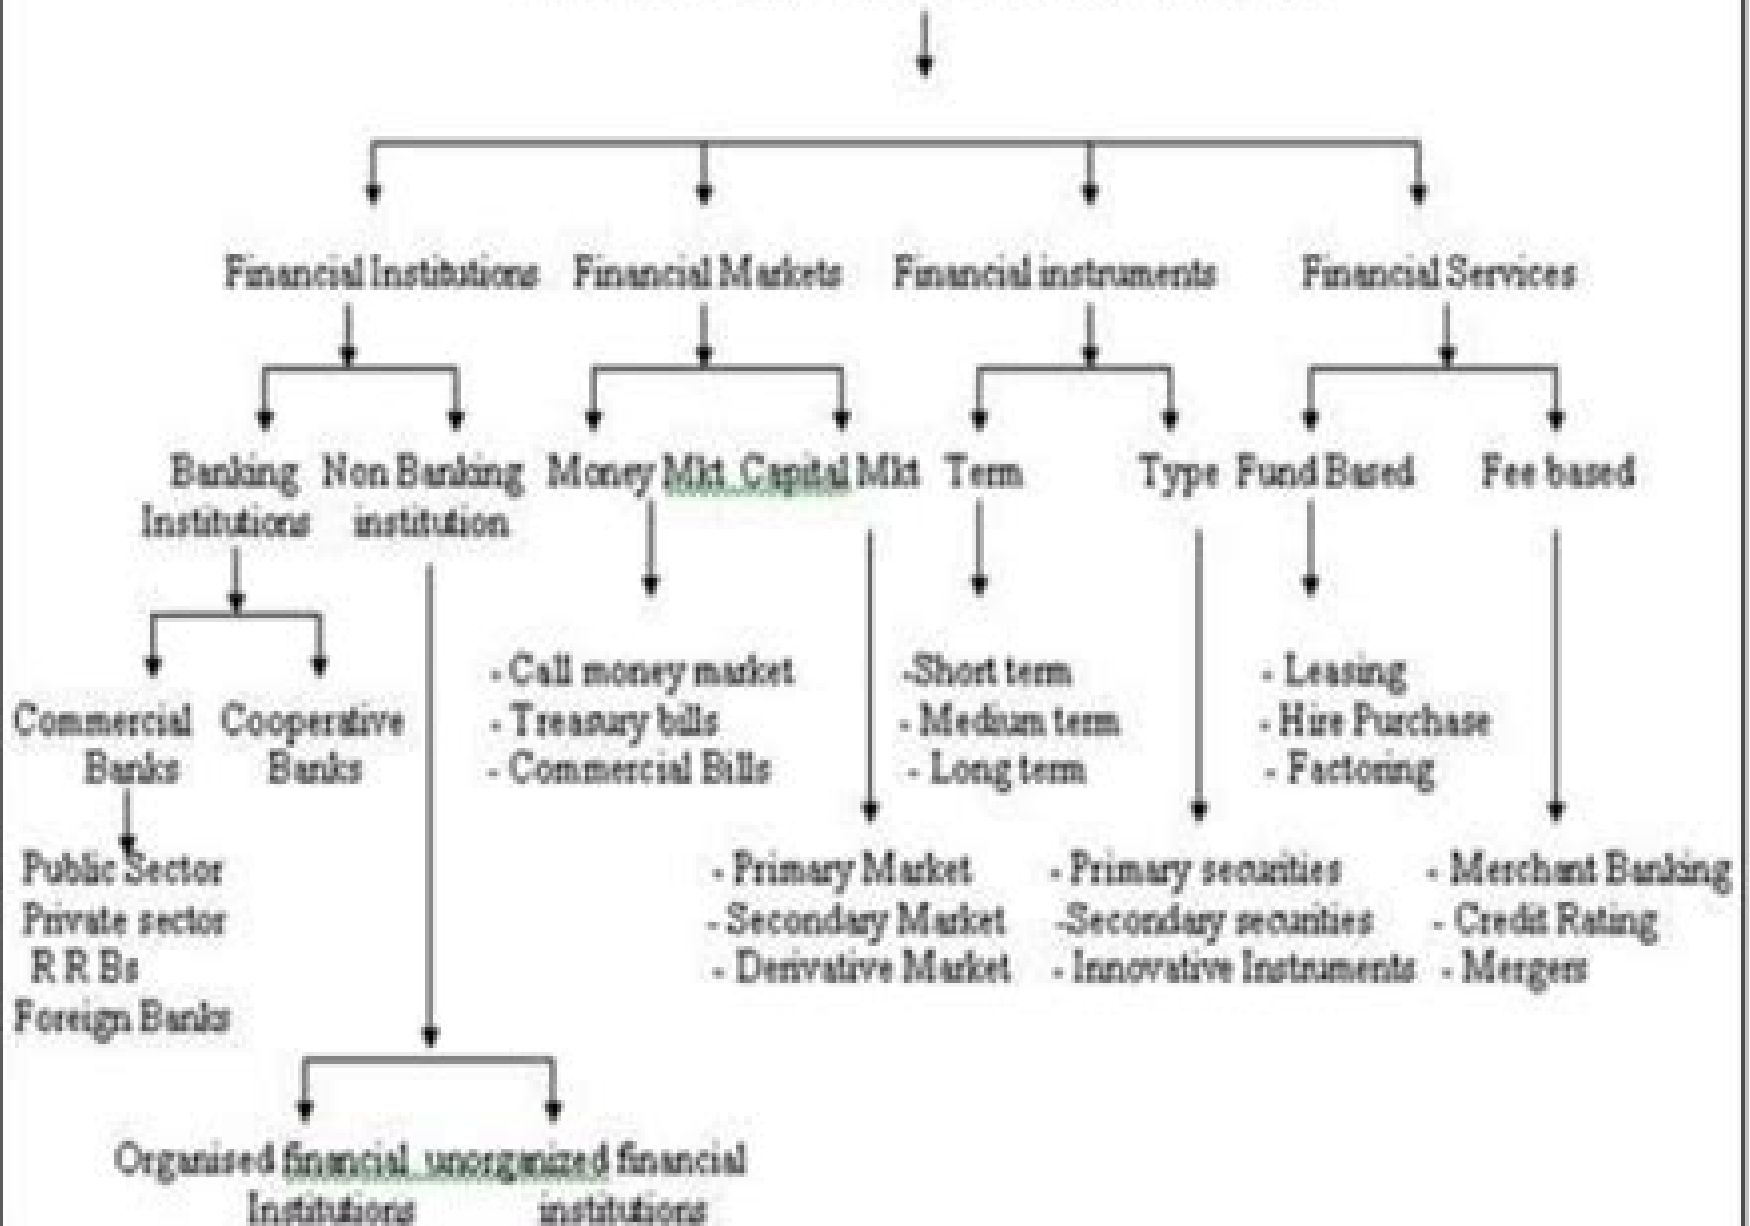 Financial Institutions Financial Markets Financial instruments Financial Services
Banking Non Banking Money Mkt Capital Mkt Term Type Fund Based Fee based
Institutions institution
- Call money market -Short term - Leasing
Commercial Cooperative - Treasury bills - Medium term - Hire Purchase
Banks Banks - Commercial Bills - Long term - Factoring
Public Sector - Primary Market - Primary securities - Merchant Banking
Private sector - Secondary Market -Secondary securities - Credit Rating
R R Bs - Derivative Market - Innovative Instruments - Mergers
Foreign Banks
Organised financial unorganized financial
Institutions institutions